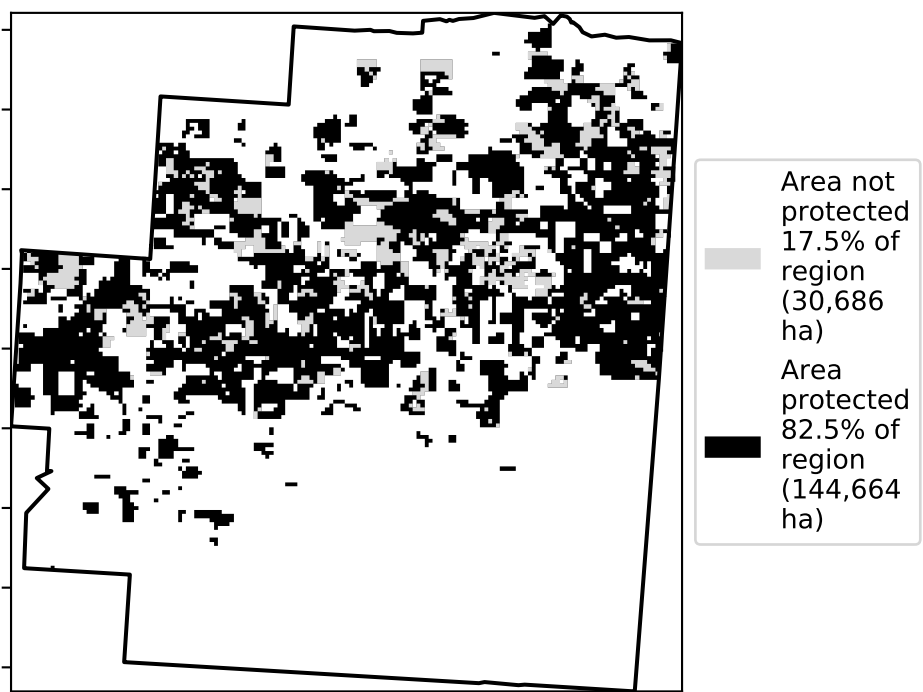 Area not
protected
17.5% of
region
(30,686
ha)
Area
protected
82.5% of
region
(144,664
ha)